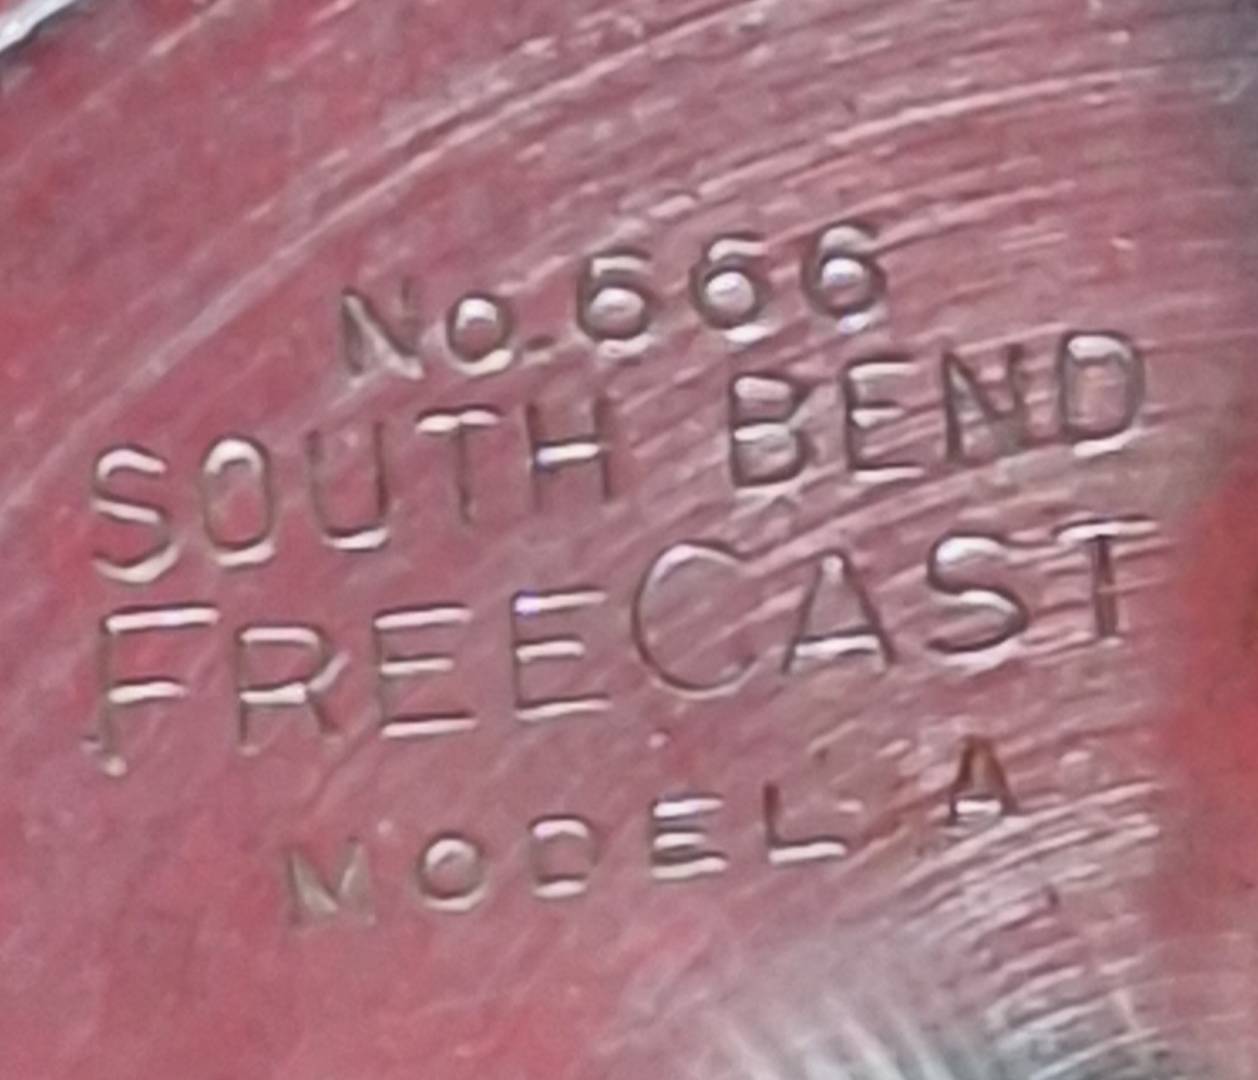 No. 666
SOUTH BEND
FREECAST
MODEL A